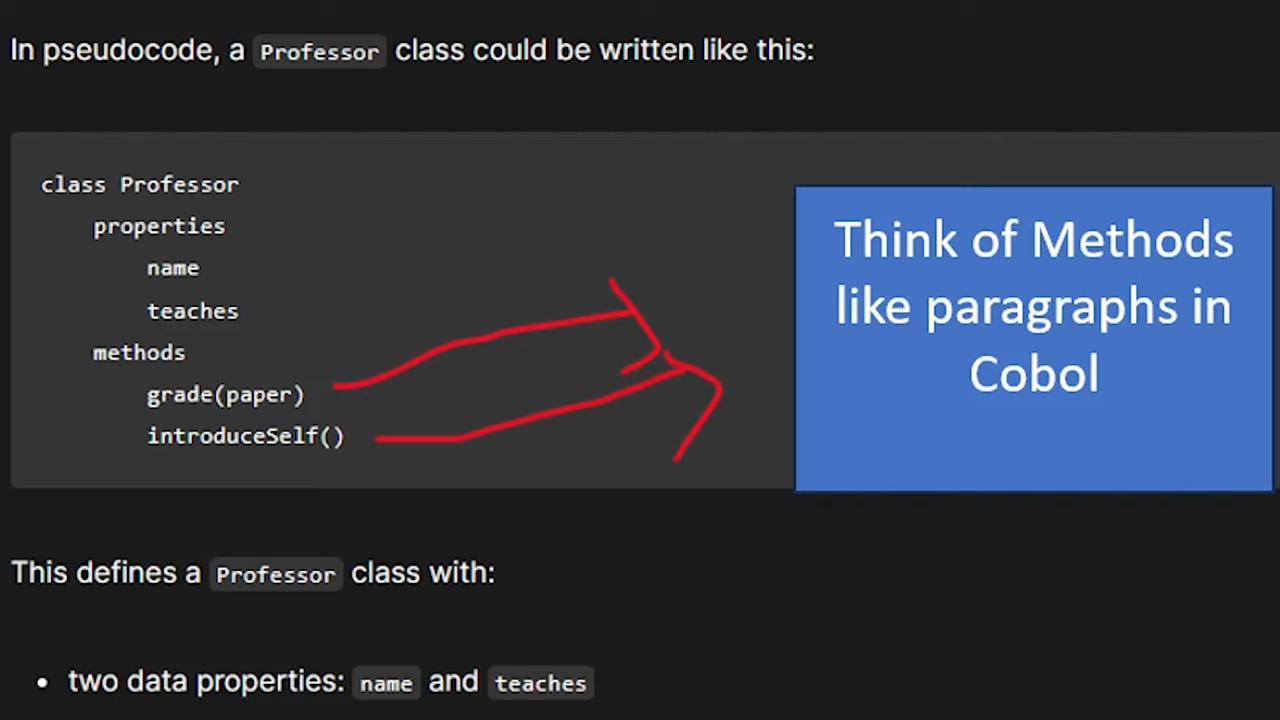 In pseudocode, a Professor class could be written like this:
class Professor
properties
name
teaches
methods
grade(paper)
introduceSelf()
Think of Methods
like paragraphs in
Cobol
This defines a Professor class with:
• two data properties: name and teaches